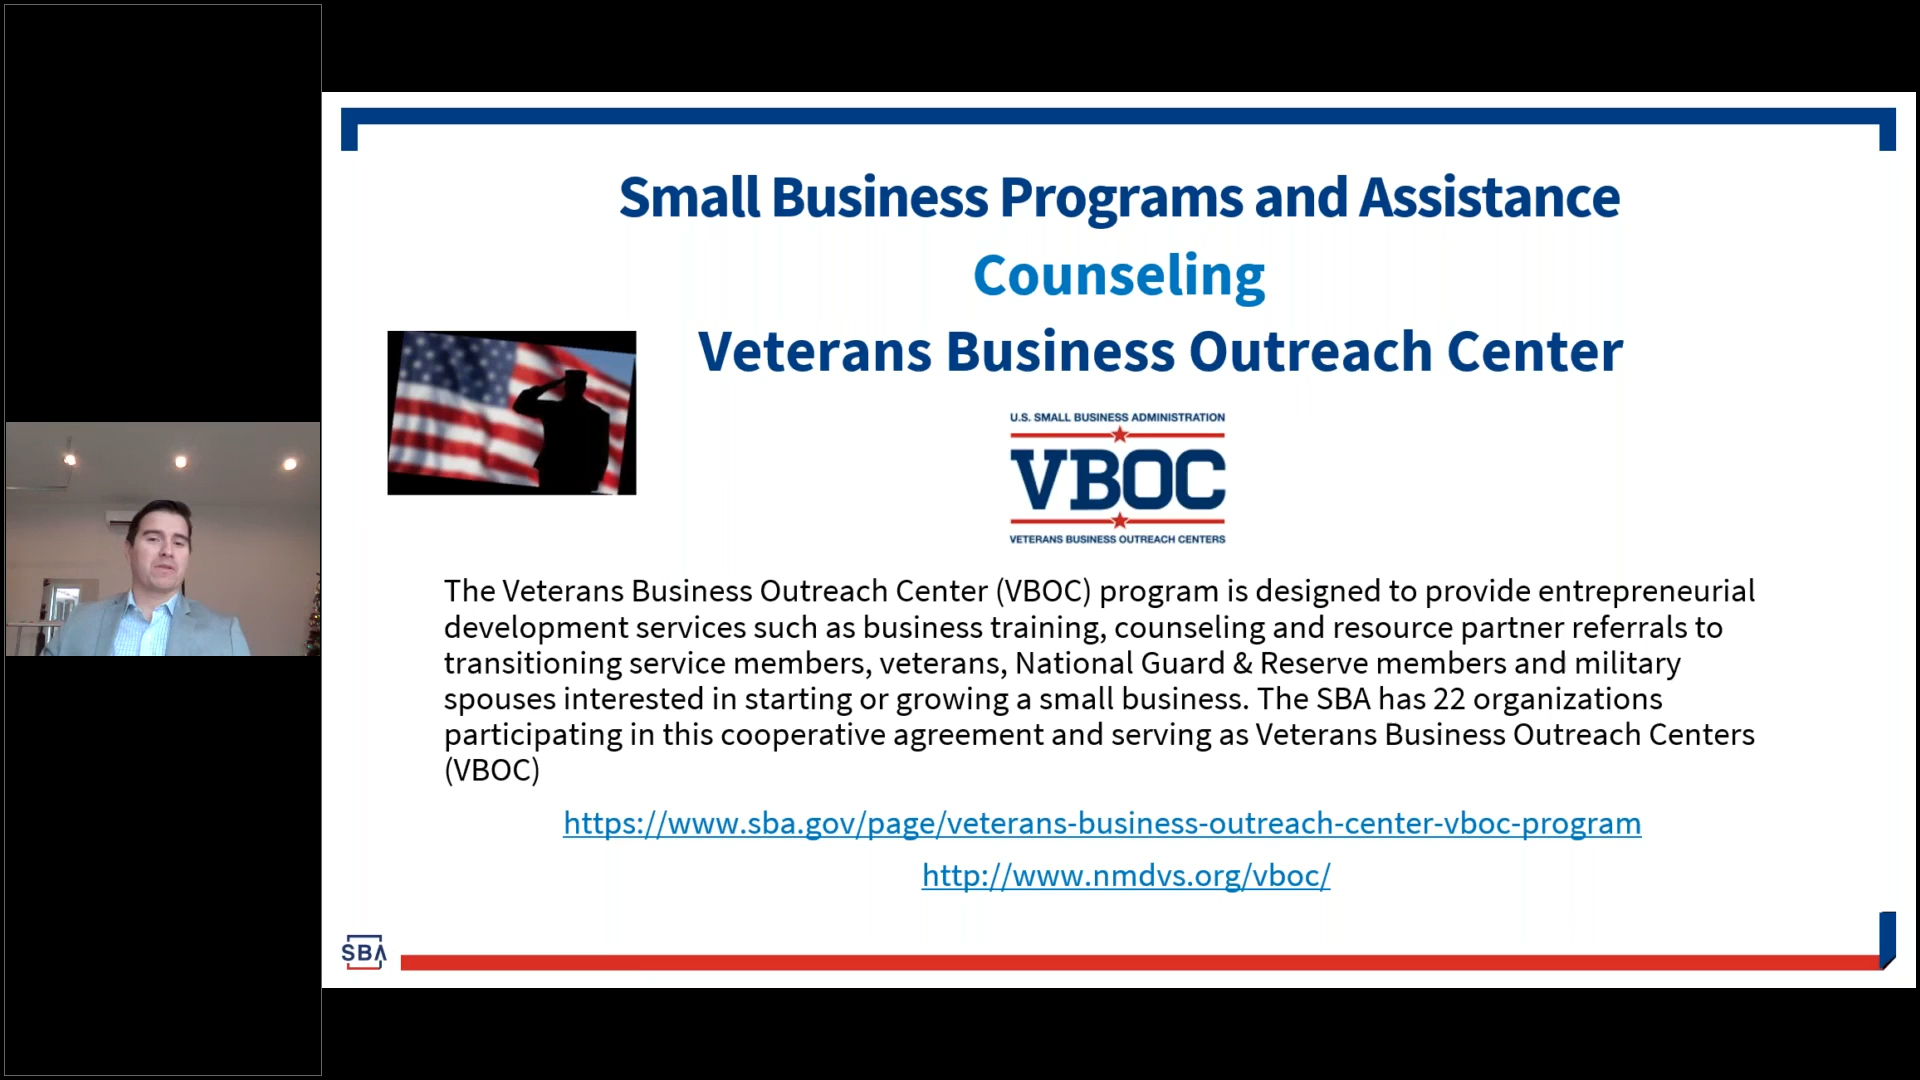 Small Business Programs and Assistance
Counseling
Veterans Business Outreach Center
U.S. SMALL BUSINESS ADMINISTRATION
VBOC
VETERANS BUSINESS OUTREACH CENTERS
The Veterans Business Outreach Center (VBOC) program is designed to provide entrepreneurial
development services such as business training, counseling and resource partner referrals to
transitioning service members, veterans, National Guard & Reserve members and military
spouses interested in starting or growing a small business. The SBA has 22 organizations
participating in this cooperative agreement and serving as Veterans Business Outreach Centers
(VBOC)
https://www.sba.gov/page/veterans-business-outreach-center-vboc-program
http://www.nmdvs.org/vboc/
SBA